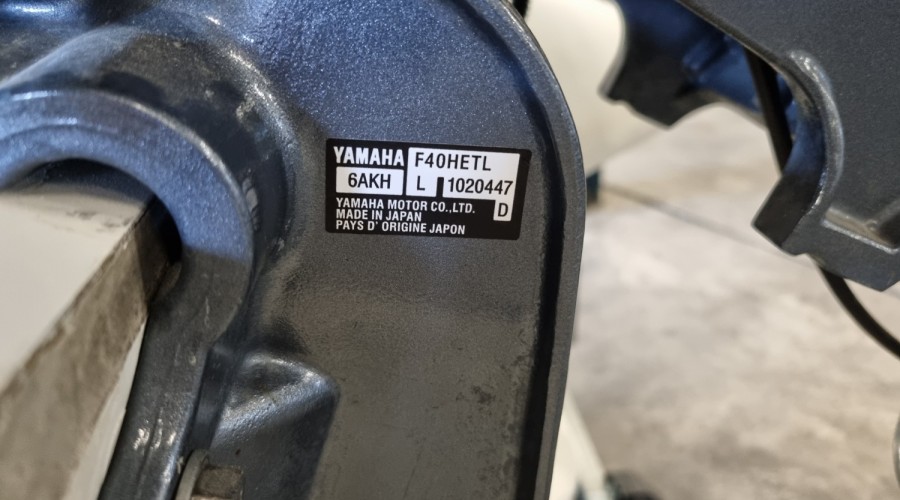 YAMAHA F40HETL
6AKH L 1020447
YAMAHA MOTOR CO.,LTD. D
MADE IN JAPAN
PAYS D' ORIGINE JAPON